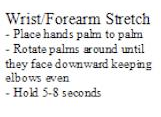 Wrist/Forearm Stretch
- Place hands palm to palm
- Rotate palms around until
they face downward keeping
elbows even
- Hold 5-8 seconds